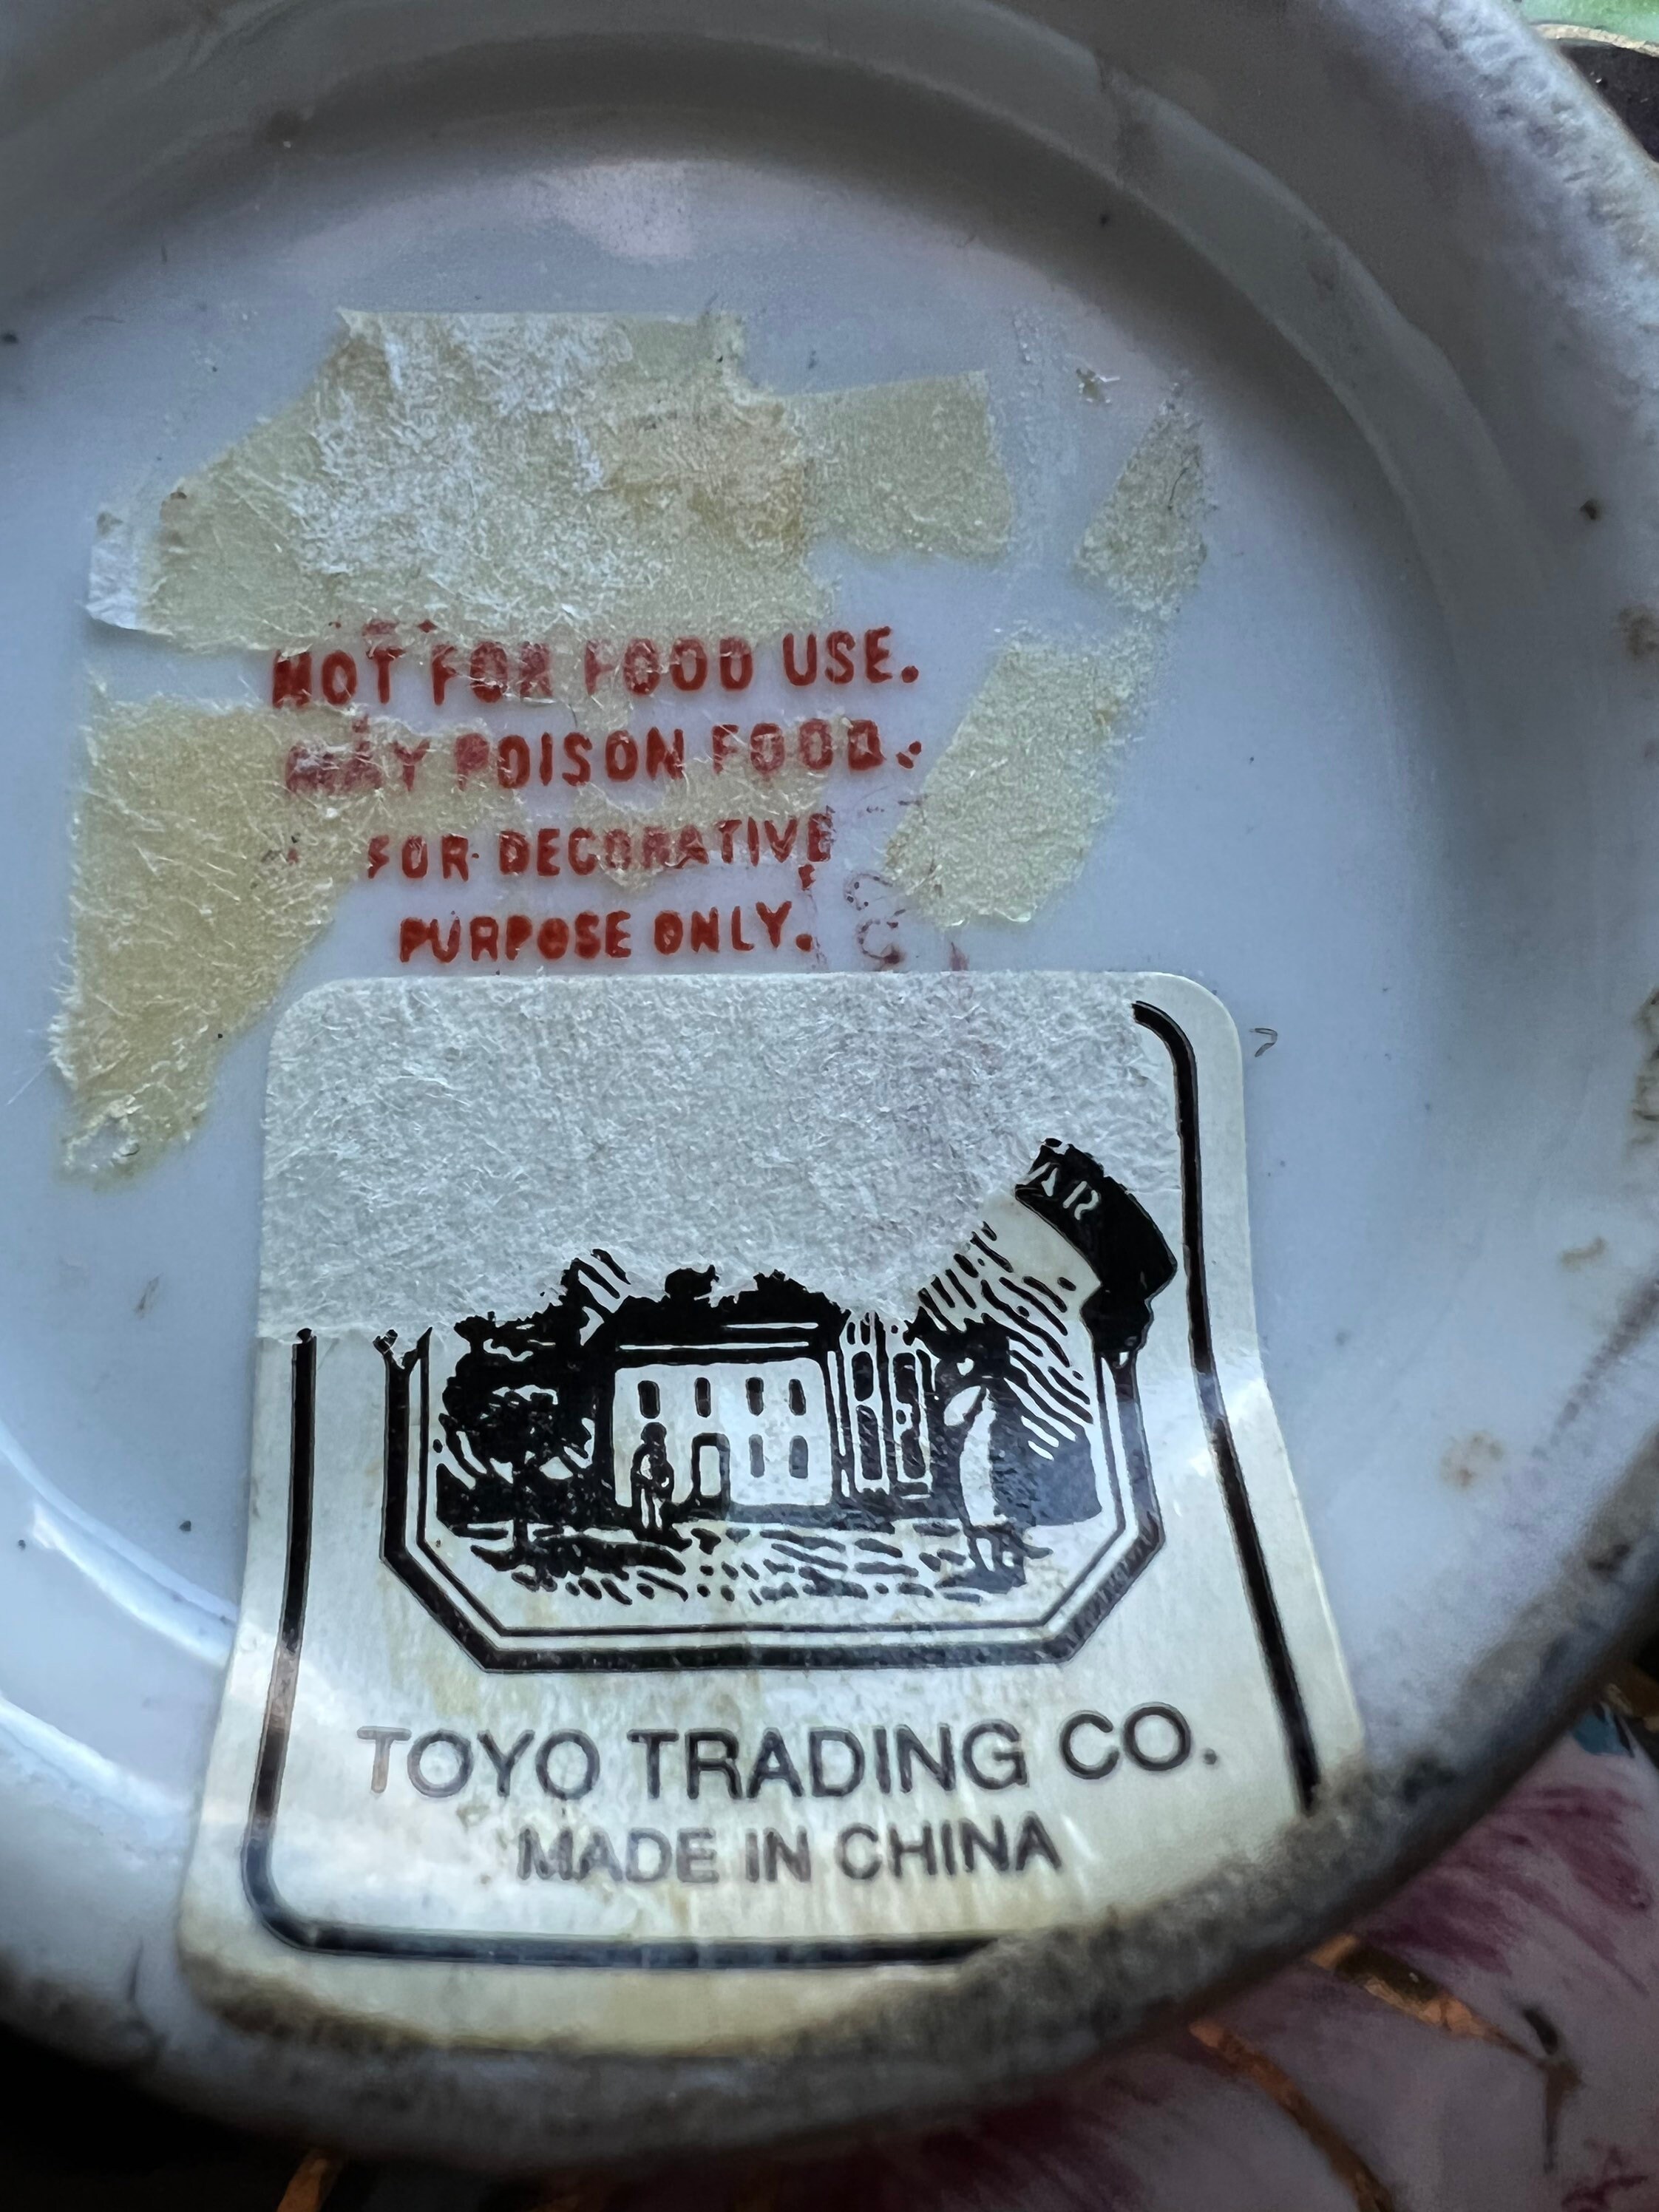 NOT FOR FOOD USE.
MAY POISON FOOD.
FOR DECORATIVE
PURPOSE ONLY.
TOYO TRADING CO.
MADE IN CHINA